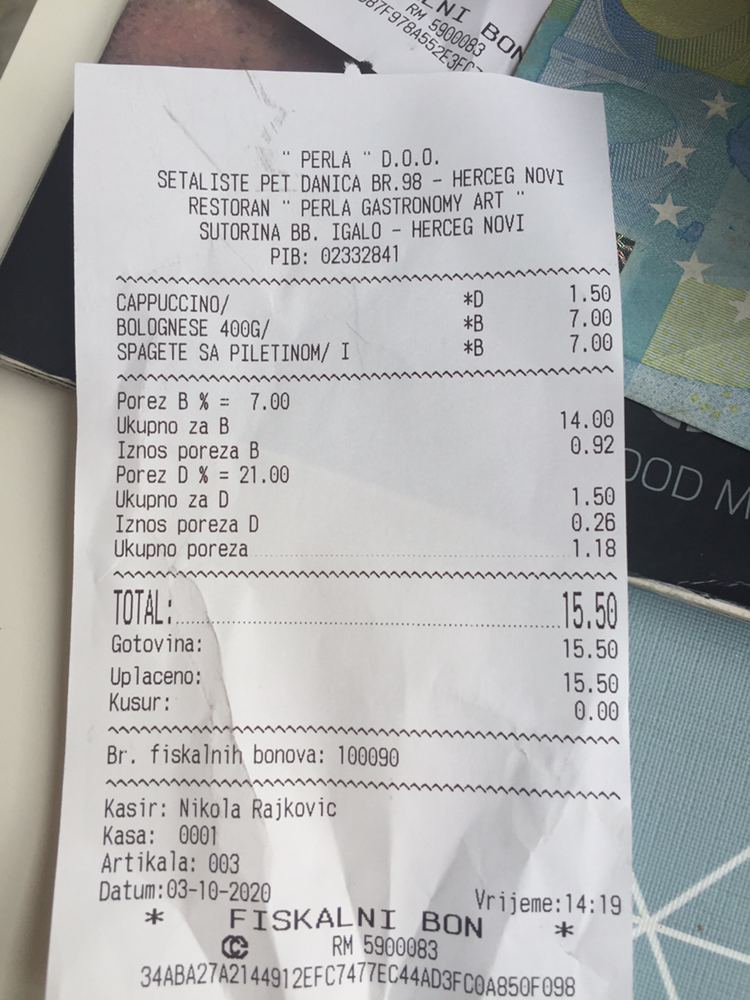 LNI BON
RM 5900083
" PERLA " D.O.O.
SETALISTE PET DANICA BR.98 - HERCEG NOVI
RESTORAN " PERLA GASTRONOMY ART "
SUTORINA BB. IGALO - HERCEG NOVI
PIB: 02332841
CAPPUCCINO/ *D 1.50
BOLOGNESE 400G/ *B 7.00
SPAGETE SA PILETINOM/ I *B 7.00
Porez B % = 7.00
Ukupno za B 14.00
Iznos poreza B 0.92
Porez D % = 21.00
Ukupno za D 1.50
Iznos poreza D 0.26
Ukupno poreza 1.18
TOTAL: 15.50
Gotovina: 15.50
Uplaceno: 15.50
Kusur: 0.00
Br. fiskalnih bonova: 100090
Kasir: Nikola Rajkovic
Kasa: 0001
Artikala: 003
Datum:03-10-2020 Vrijeme:14:19
* FISKALNI BON *
RM 5900083
34ABA27A2144912EFC7477EC44AD3FC0A850F098
OOD M